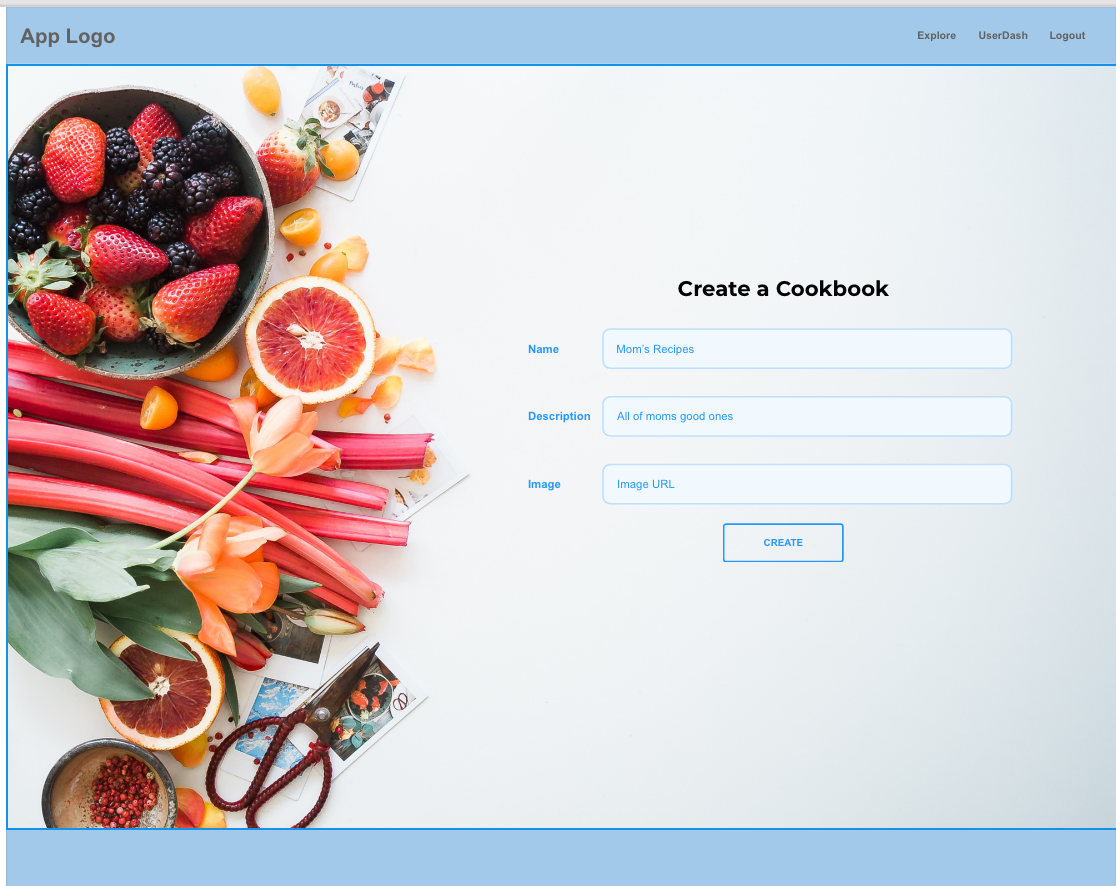 App Logo
Explore UserDash Logout
Create a Cookbook
Name Mom's Recipes
Description All of moms good ones
Image Image URL
CREATE